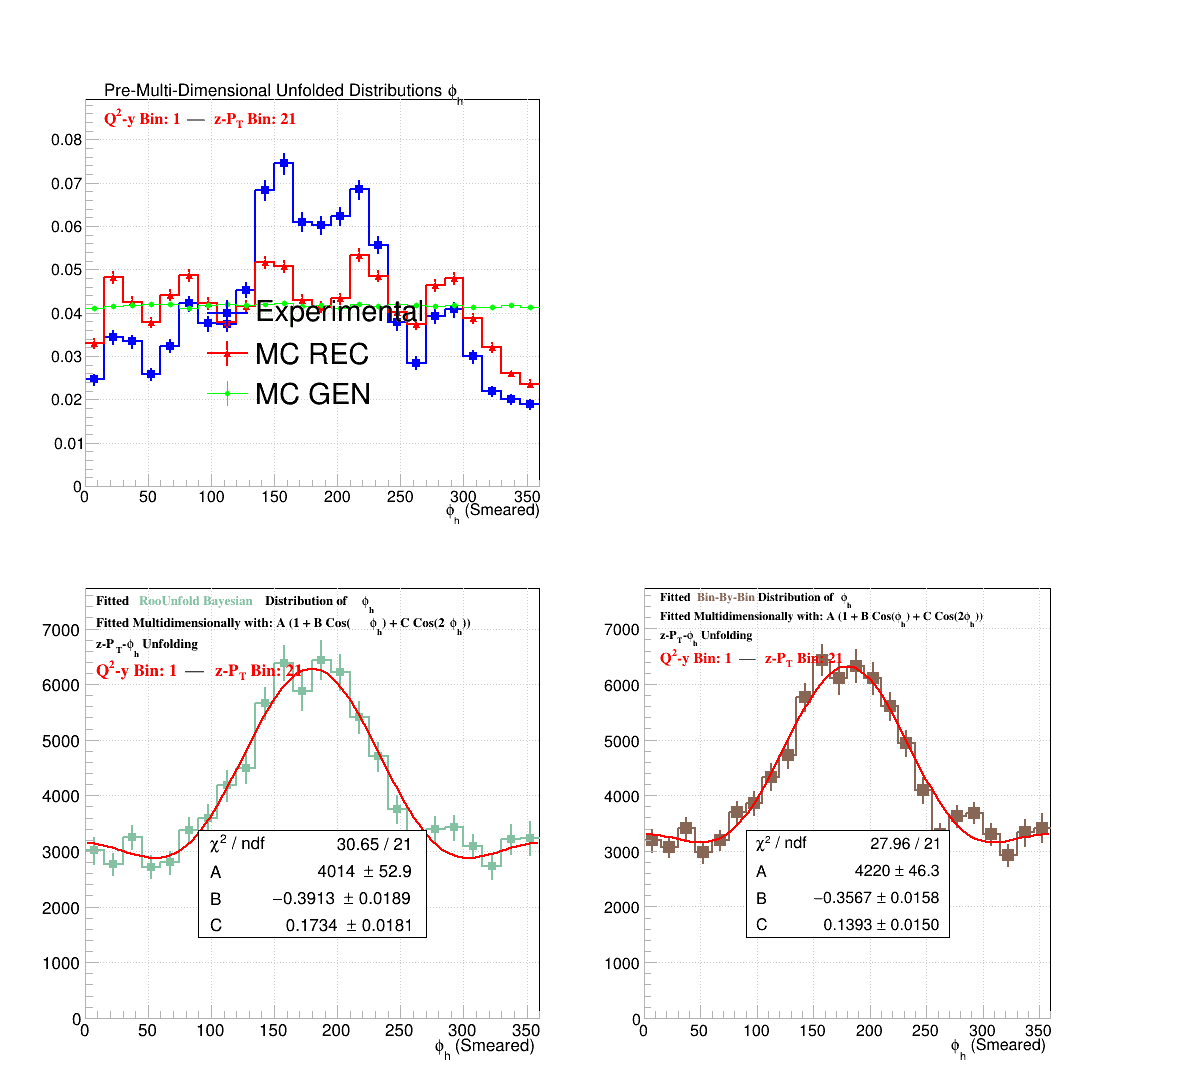 Pre-Multi-Dimensional Unfolded Distributions ϕh
Q2-y Bin: 1 — z-PT Bin: 21
0.08
0.07
0.06
0.05
0.04
0.03
0.02
0.01
0
Experimental
MC REC
MC GEN
0 50 100 150 200 250 300 350
ϕh (Smeared)
Fitted RooUnfold Bayesian Distribution of ϕh
Fitted Multidimensionally with: A (1 + B Cos( ϕh) + C Cos(2 ϕh))
z-PT-ϕh Unfolding
Q2-y Bin: 1 — z-PT Bin: 21
7000
6000
5000
4000
3000
2000
1000
0
χ2 / ndf 30.65 / 21
A 4014 ± 52.9
B −0.3913 ± 0.0189
C 0.1734 ± 0.0181
0 50 100 150 200 250 300 350
ϕh (Smeared)
Fitted Bin-By-Bin Distribution of ϕh
Fitted Multidimensionally with: A (1 + B Cos(ϕh) + C Cos(2ϕh))
z-PT-ϕh Unfolding
Q2-y Bin: 1 — z-PT Bin: 21
7000
6000
5000
4000
3000
2000
1000
0
χ2 / ndf 27.96 / 21
A 4220 ± 46.3
B −0.3567 ± 0.0158
C 0.1393 ± 0.0150
0 50 100 150 200 250 300 350
ϕh (Smeared)